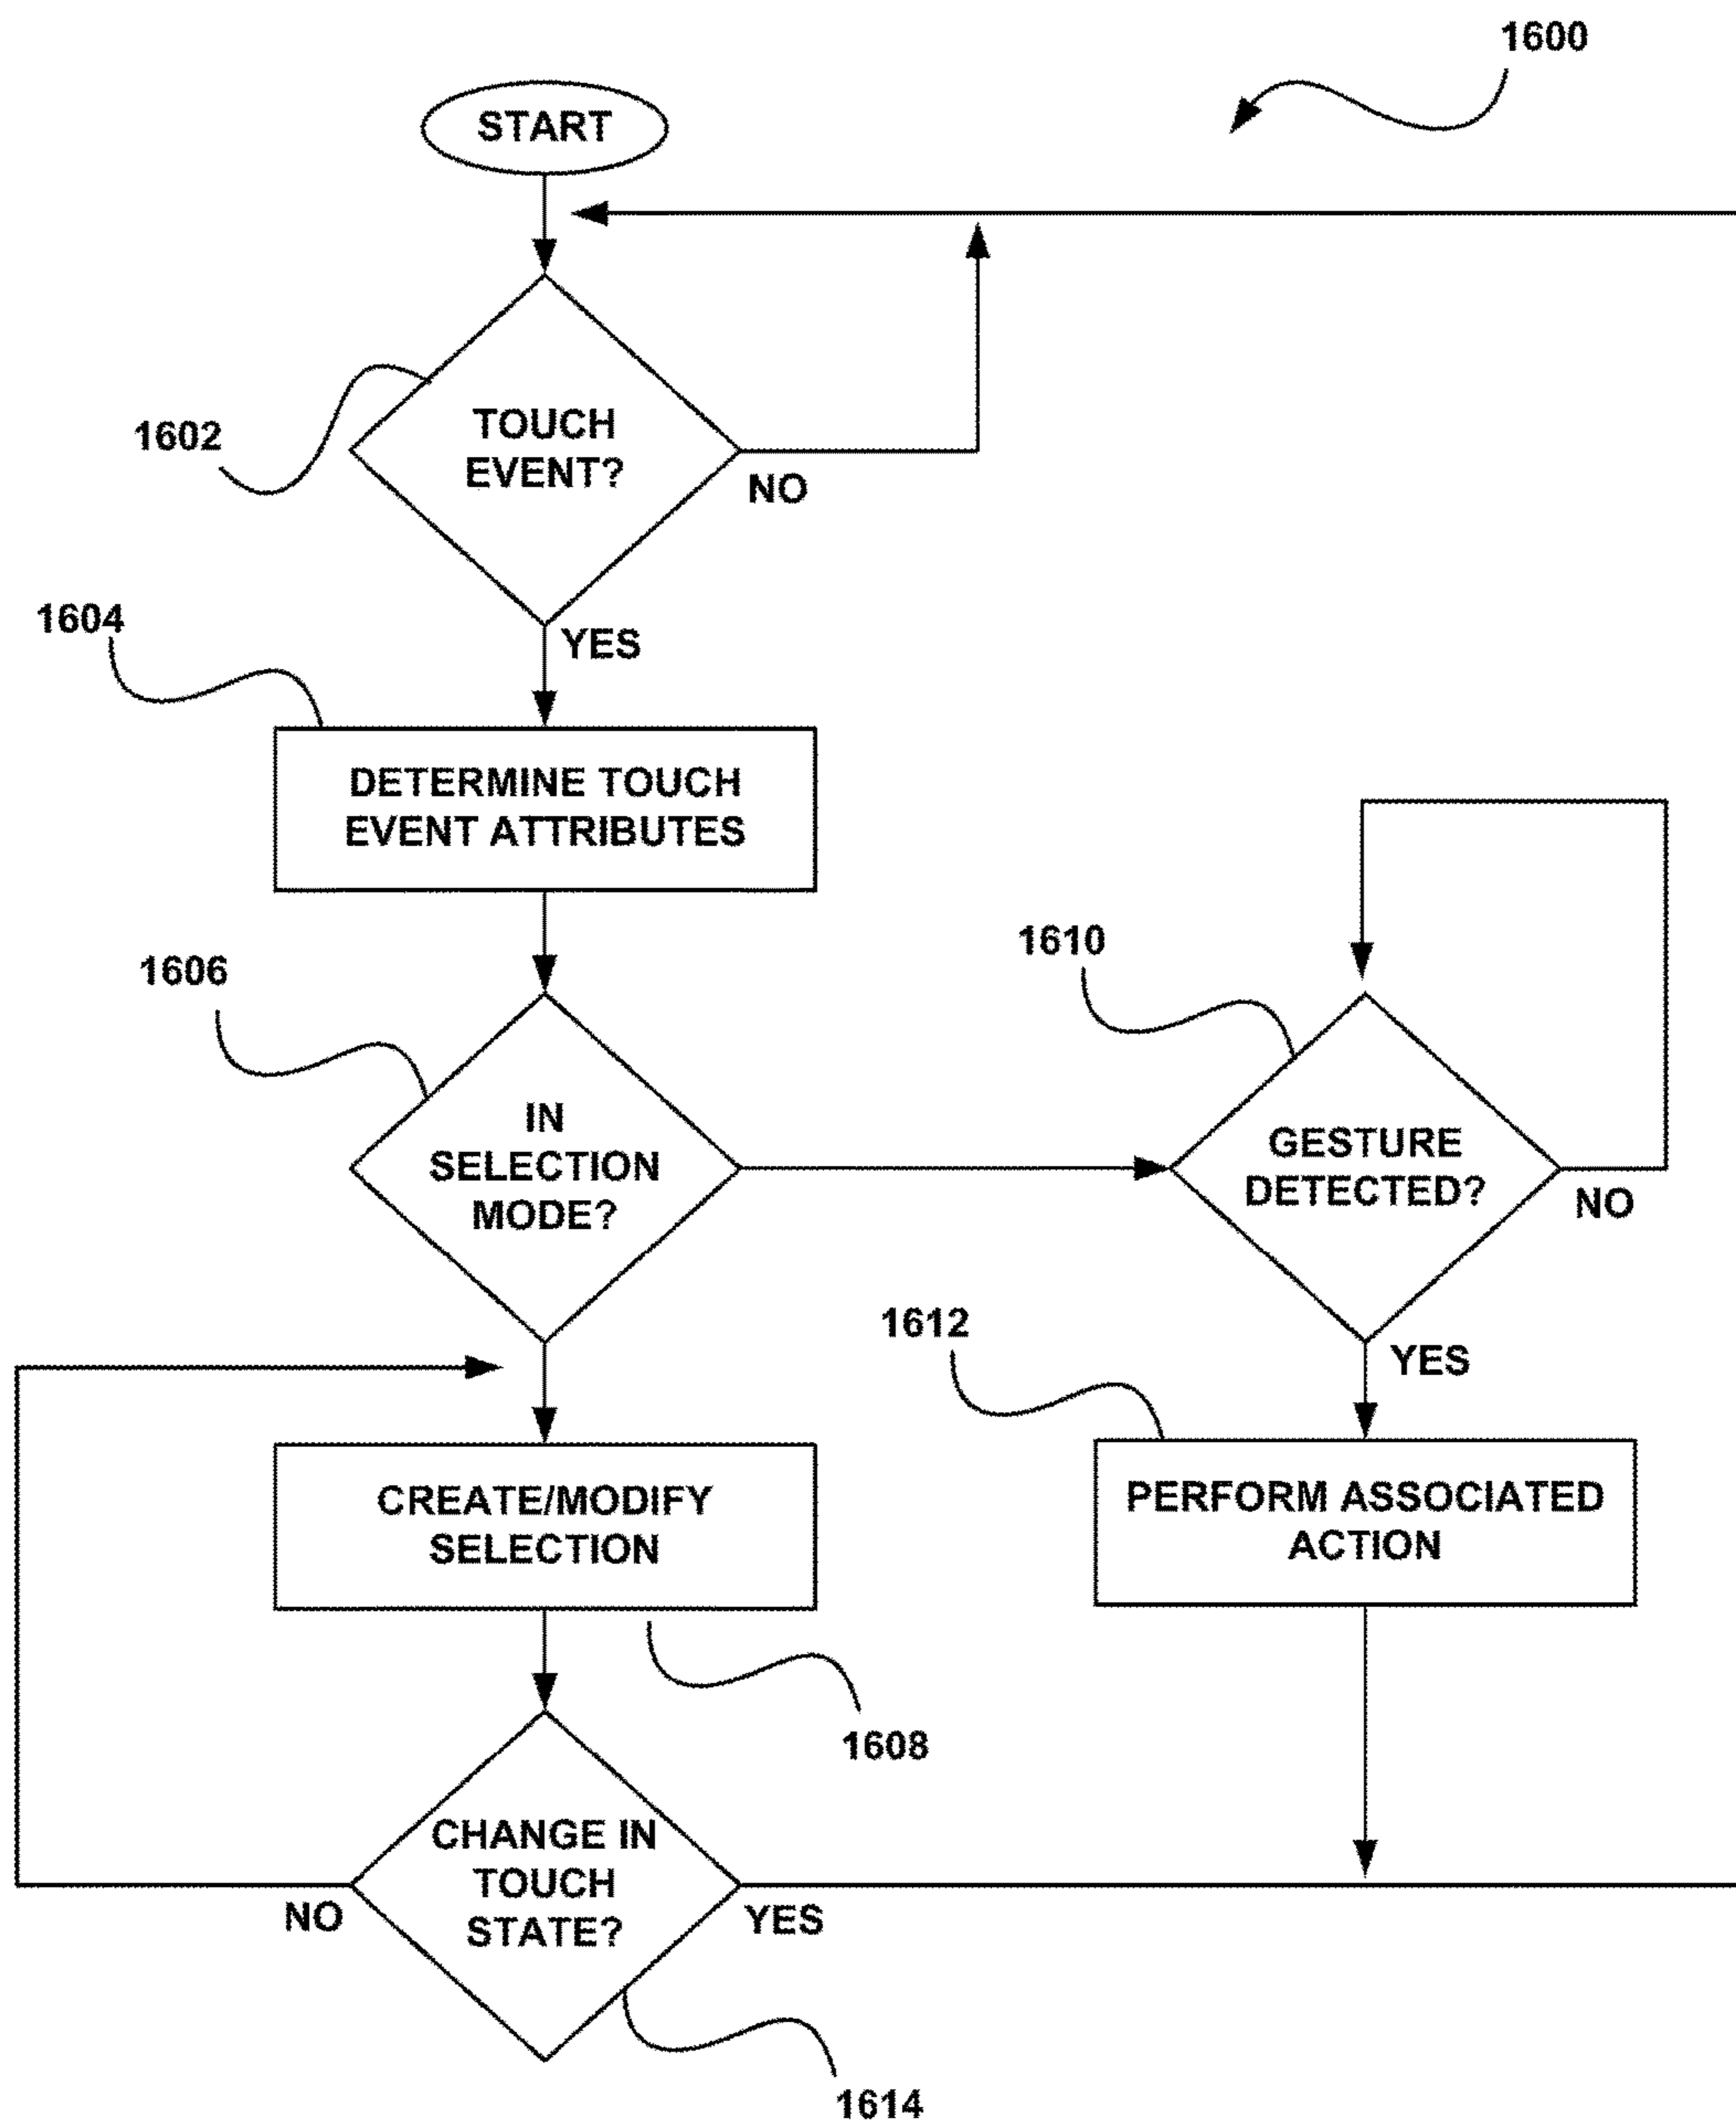 1600
START
1602
TOUCH
EVENT?
NO
YES
1604
DETERMINE TOUCH
EVENT ATTRIBUTES
1606
IN
SELECTION
MODE?
1610
GESTURE
DETECTED?
NO
YES
1612
PERFORM ASSOCIATED
ACTION
CREATE/MODIFY
SELECTION
1608
CHANGE IN
TOUCH
STATE?
NO
YES
1614